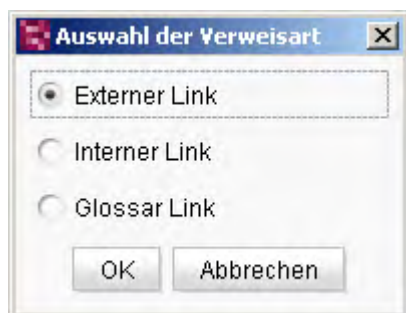 Auswahl der Verweisart
Externer Link
Interner Link
Glossar Link
OK Abbrechen